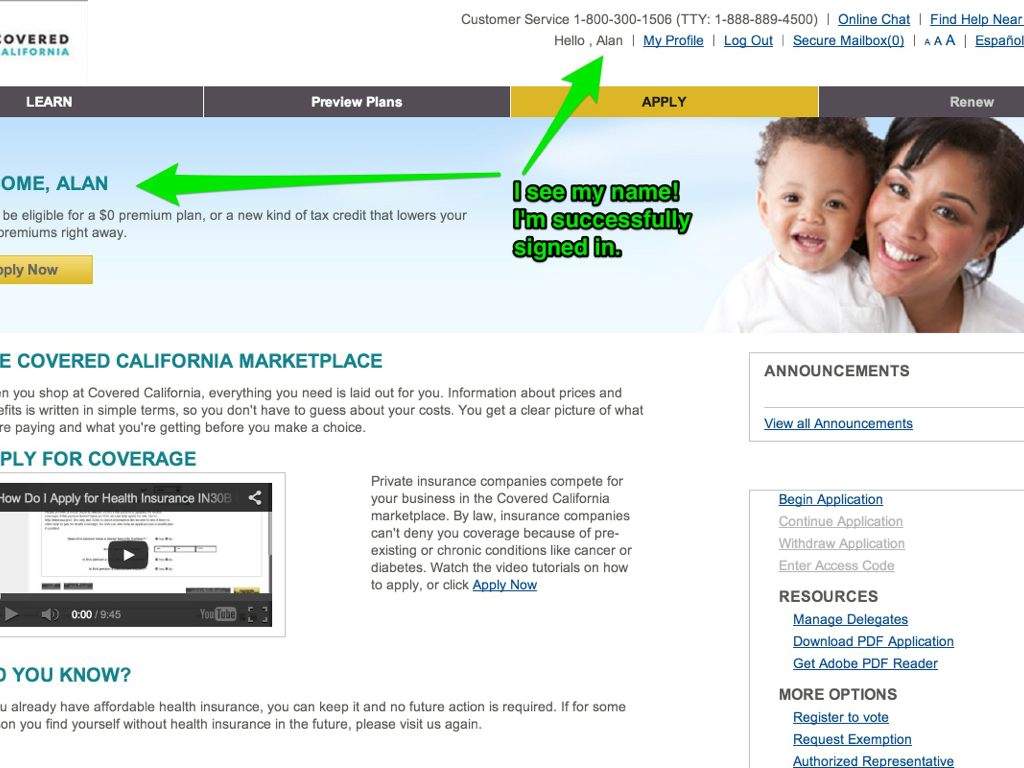 Customer Service 1-800-300-1506 (TTY: 1-888-889-4500) | Online Chat | Find Help Near
OVERED
ALIFORNIA
Hello , Alan | My Profile | Log Out | Secure Mailbox(0) | A A A | Español
LEARN
Preview Plans
APPLY
Renew
OME, ALAN
be eligible for a $0 premium plan, or a new kind of tax credit that lowers your
premiums right away.
pply Now
I see my name!
I'm successfully
signed in.
E COVERED CALIFORNIA MARKETPLACE
en you shop at Covered California, everything you need is laid out for you. Information about prices and
efits is written in simple terms, so you don't have to guess about your costs. You get a clear picture of what
re paying and what you're getting before you make a choice.
PLY FOR COVERAGE
How Do I Apply for Health Insurance IN30B
0:00 / 9:45
YouTube
Private insurance companies compete for
your business in the Covered California
marketplace. By law, insurance companies
can't deny you coverage because of pre-
existing or chronic conditions like cancer or
diabetes. Watch the video tutorials on how
to apply, or click Apply Now
D YOU KNOW?
u already have affordable health insurance, you can keep it and no future action is required. If for some
son you find yourself without health insurance in the future, please visit us again.
ANNOUNCEMENTS
View all Announcements
Begin Application
Continue Application
Withdraw Application
Enter Access Code
RESOURCES
Manage Delegates
Download PDF Application
Get Adobe PDF Reader
MORE OPTIONS
Register to vote
Request Exemption
Authorized Representative